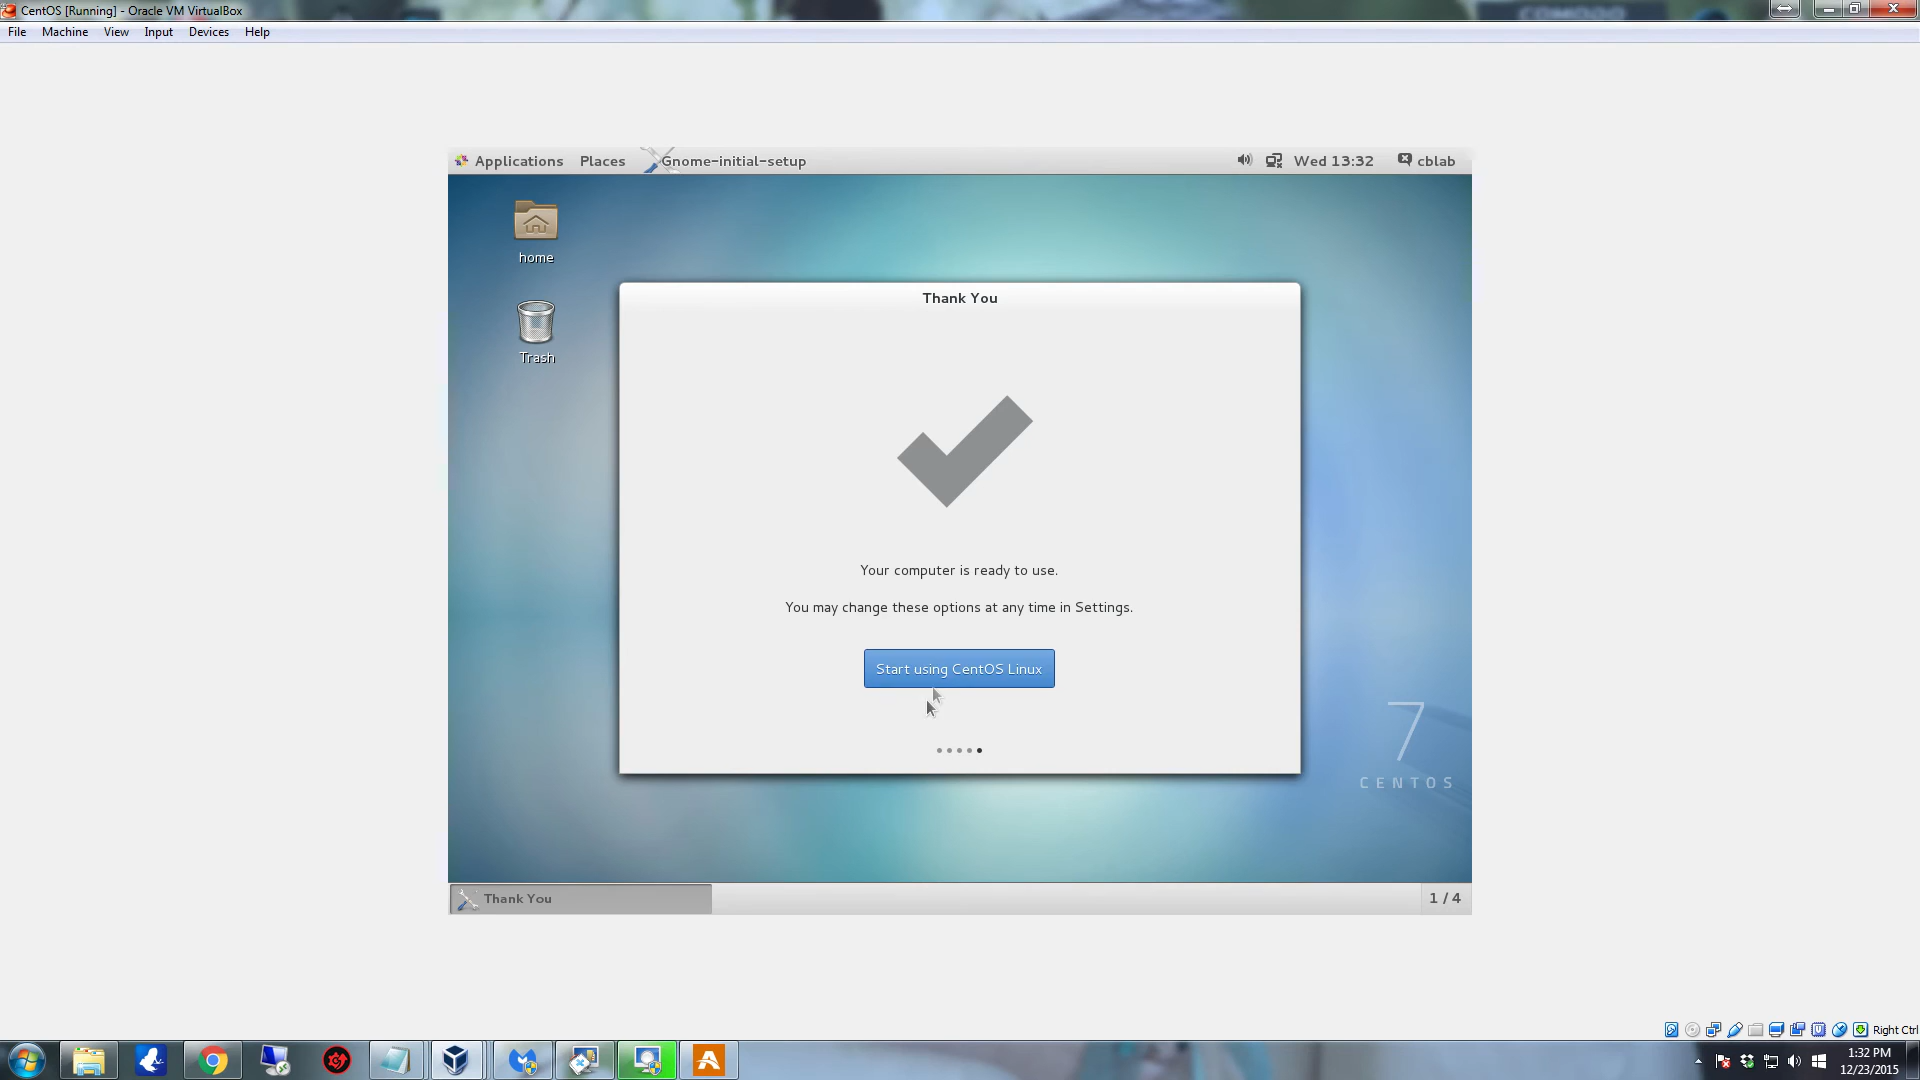 CentOS [Running] - Oracle VM VirtualBox
File Machine View Input Devices Help
Applications Places Gnome-initial-setup Wed 13:32 cblab
home
Trash
Thank You
Your computer is ready to use.
You may change these options at any time in Settings.
Start using CentOS Linux
7
CENTOS
Thank You 1 / 4
Right Ctrl
1:32 PM
12/23/2015